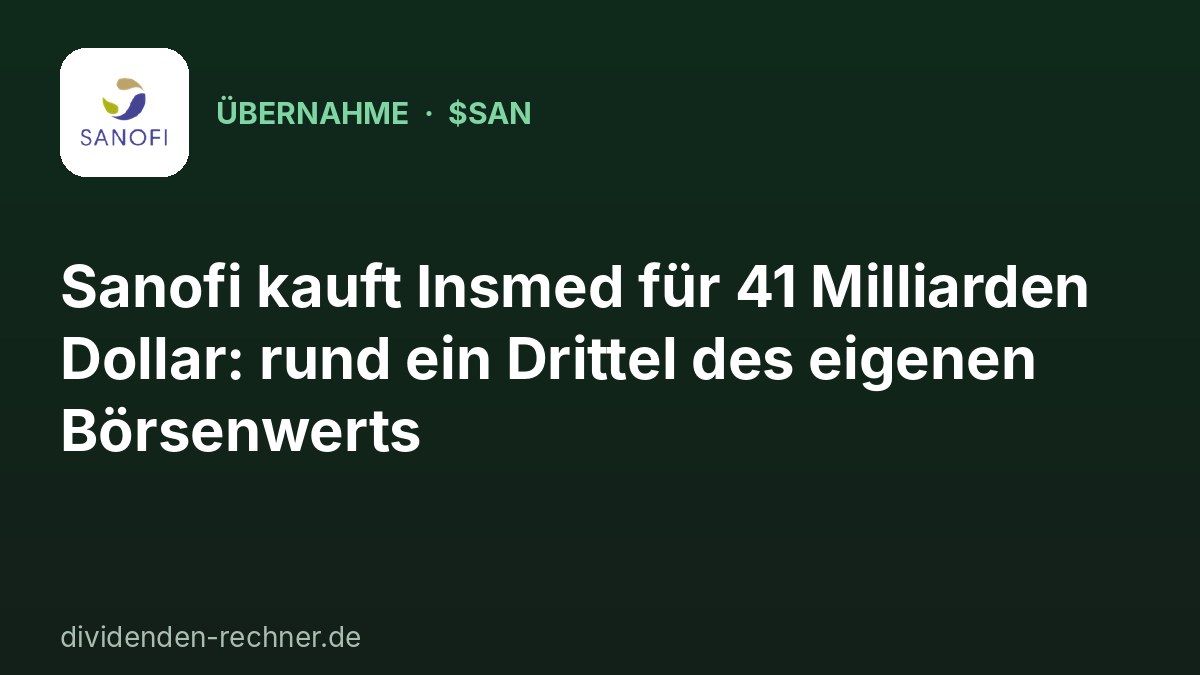 SANOFI
ÜBERNAHME · $SAN
Sanofi kauft Insmed für 41 Milliarden
Dollar: rund ein Drittel des eigenen
Börsenwerts
dividenden-rechner.de